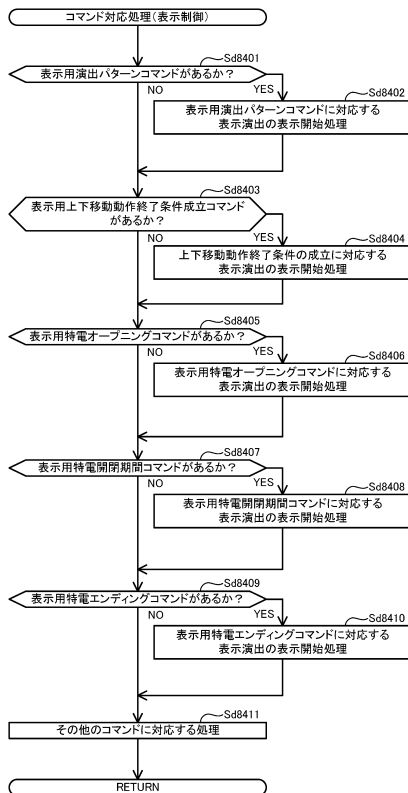 コマンド対応処理(表示制御)
Sd8401
表示用演出パターンコマンドがあるか?
YES
NO
Sd8402
表示用演出パターンコマンドに対応する
表示演出の表示開始処理
Sd8403
表示用上下移動動作終了条件成立コマンド
があるか?
YES
NO
Sd8404
上下移動動作終了条件の成立に対応する
表示演出の表示開始処理
Sd8405
表示用特電オープニングコマンドがあるか?
YES
NO
Sd8406
表示用特電オープニングコマンドに対応する
表示演出の表示開始処理
Sd8407
表示用特電開閉期間コマンドがあるか?
YES
NO
Sd8408
表示用特電開閉期間コマンドに対応する
表示演出の表示開始処理
Sd8409
表示用特電エンディングコマンドがあるか?
YES
NO
Sd8410
表示用特電エンディングコマンドに対応する
表示演出の表示開始処理
Sd8411
その他のコマンドに対応する処理
RETURN